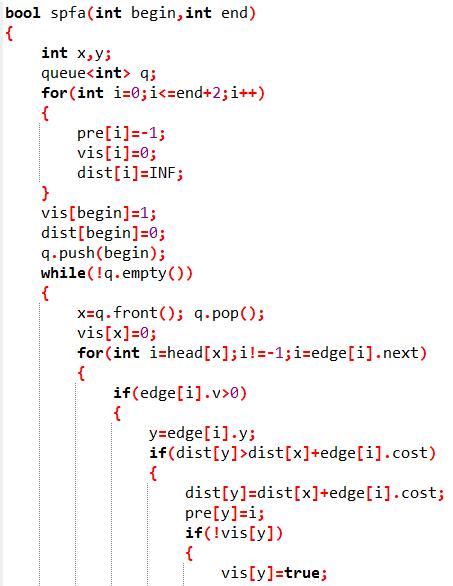 bool spfa(int begin,int end)
{
int x,y;
queue<int> q;
for(int i=0;i<=end+2;i++)
{
pre[i]=-1;
vis[i]=0;
dist[i]=INF;
}
vis[begin]=1;
dist[begin]=0;
q.push(begin);
while(!q.empty())
{
x=q.front(); q.pop();
vis[x]=0;
for(int i=head[x];i!=-1;i=edge[i].next)
{
if(edge[i].v>0)
{
y=edge[i].y;
if(dist[y]>dist[x]+edge[i].cost)
{
dist[y]=dist[x]+edge[i].cost;
pre[y]=i;
if(!vis[y])
{
vis[y]=true;